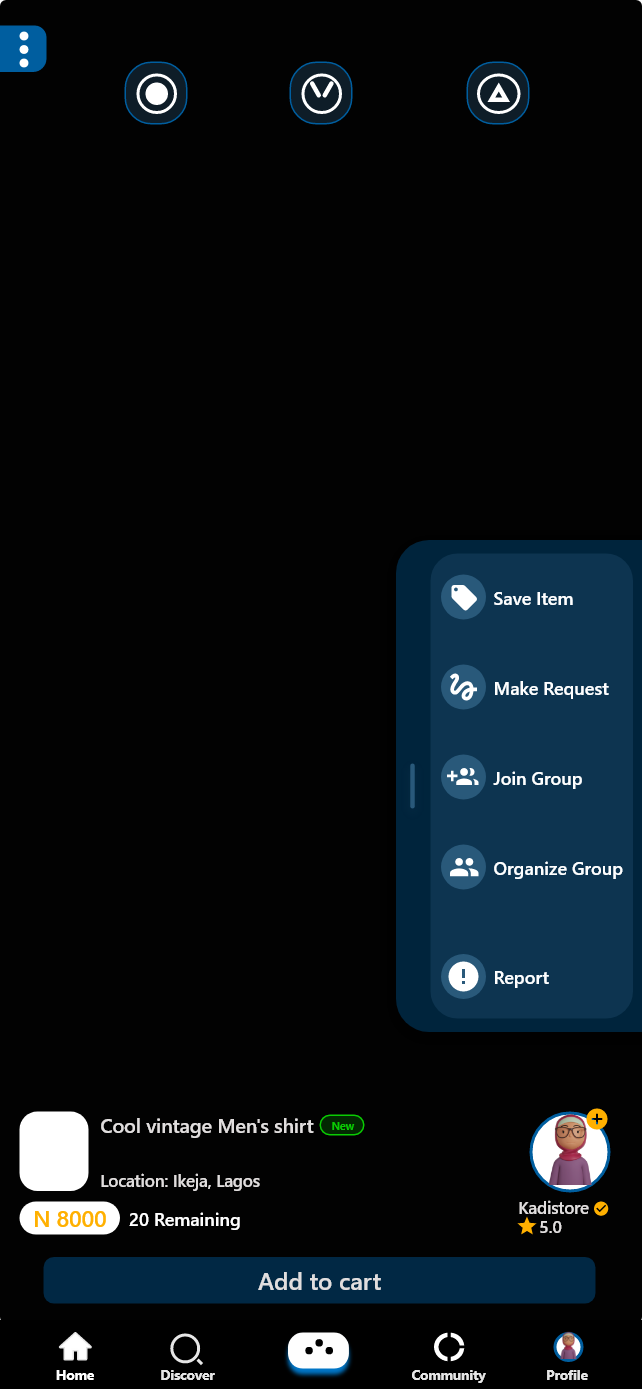 Save Item
Make Request
Join Group
Organize Group
Report
Cool vintage Men's shirt New
Location: Ikeja, Lagos
N 8000 20 Remaining
Kadistore
5.0
Add to cart
Home
Discover
Community
Profile